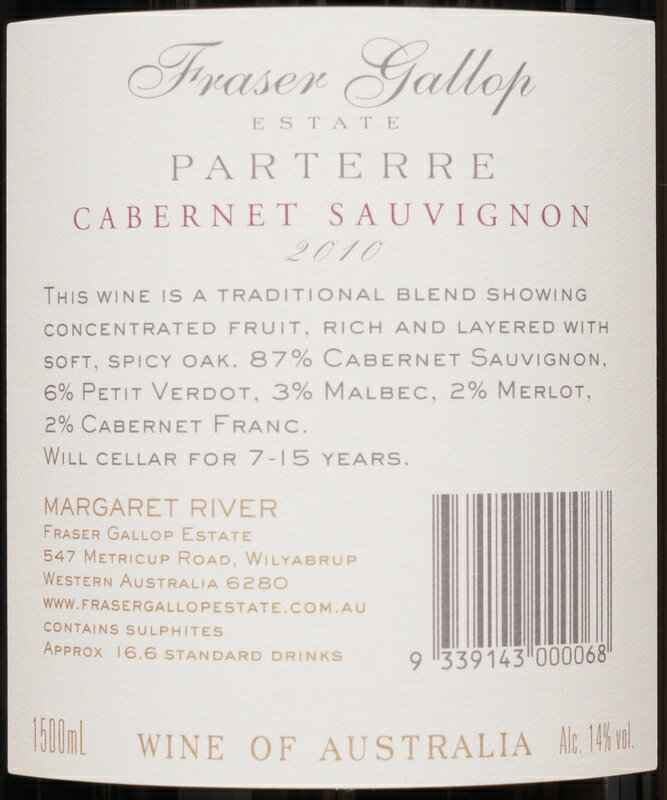 Fraser Gallop
ESTATE
PARTERRE
CABERNET SAUVIGNON
2010
THIS WINE IS A TRADITIONAL BLEND SHOWING
CONCENTRATED FRUIT, RICH AND LAYERED WITH
SOFT, SPICY OAK. 87% CABERNET SAUVIGNON,
6% PETIT VERDOT, 3% MALBEC, 2% MERLOT,
2% CABERNET FRANC.
WILL CELLAR FOR 7-15 YEARS.
MARGARET RIVER
FRASER GALLOP ESTATE
547 METRICUP ROAD, WILYABRUP
WESTERN AUSTRALIA 6280
WWW.FRASERGALLOPESTATE.COM.AU
CONTAINS SULPHITES
APPROX 16.6 STANDARD DRINKS
9 339143 000068
1500mL WINE OF AUSTRALIA Alc. 14% vol.